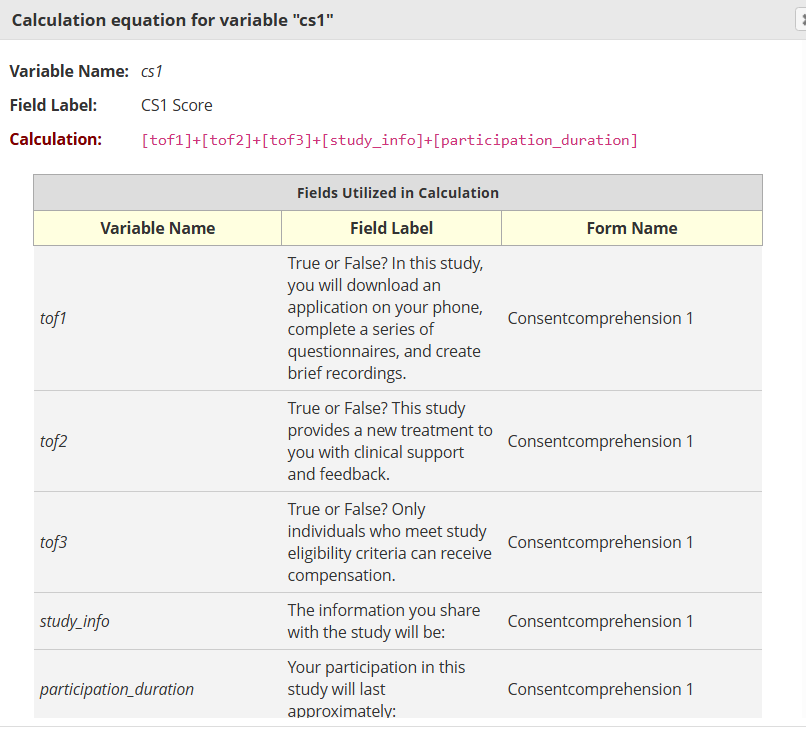 Calculation equation for variable "cs1"
Variable Name: cs1
Field Label: CS1 Score
Calculation: [tof1]+[tof2]+[tof3]+[study_info]+[participation_duration]
Fields Utilized in Calculation
Variable Name Field Label Form Name
True or False? In this study,
you will download an
application on your phone,
tof1 complete a series of Consentcomprehension 1
questionnaires, and create
brief recordings.
True or False? This study
provides a new treatment to
tof2 you with clinical support Consentcomprehension 1
and feedback.
True or False? Only
individuals who meet study
tof3 eligibility criteria can receive Consentcomprehension 1
compensation.
The information you share
study_info with the study will be: Consentcomprehension 1
Your participation in this
participation_duration study will last Consentcomprehension 1
approximately: